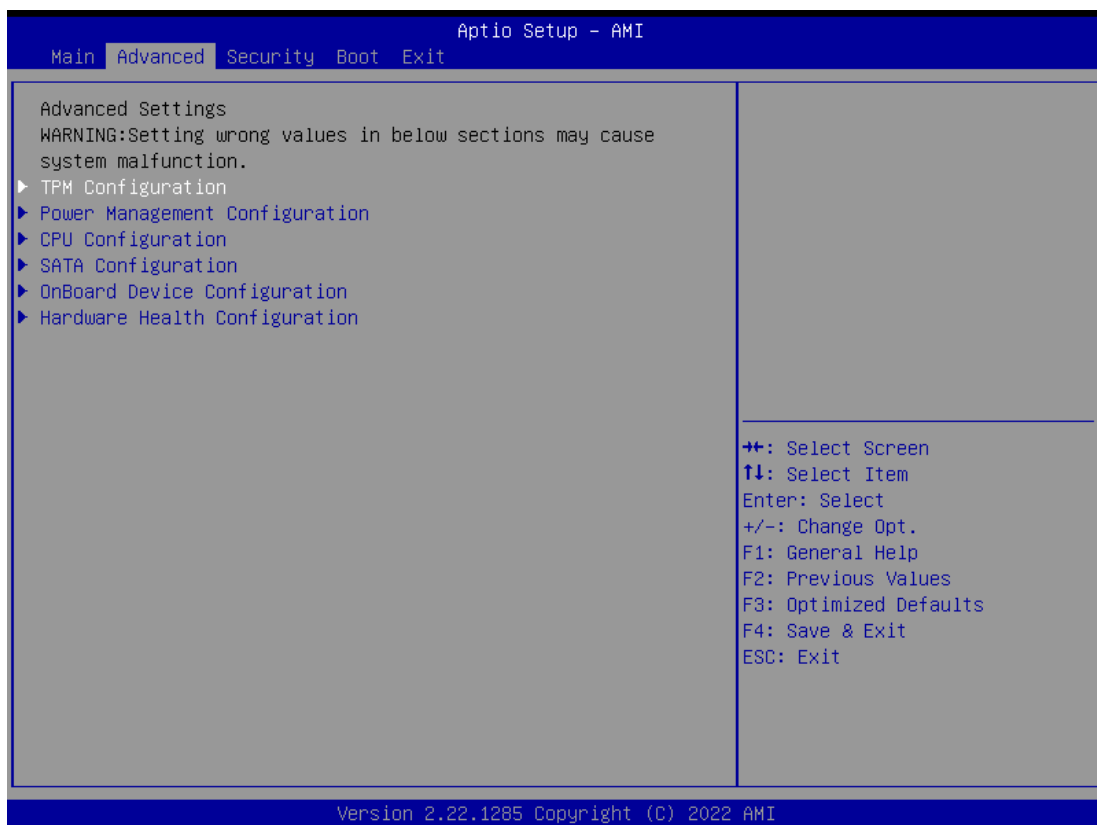 Aptio Setup - AMI
Main Advanced Security Boot Exit
Advanced Settings
WARNING:Setting wrong values in below sections may cause
system malfunction.
▶ TPM Configuration
▶ Power Management Configuration
▶ CPU Configuration
▶ SATA Configuration
▶ OnBoard Device Configuration
▶ Hardware Health Configuration
→←: Select Screen
↑↓: Select Item
Enter: Select
+/-: Change Opt.
F1: General Help
F2: Previous Values
F3: Optimized Defaults
F4: Save & Exit
ESC: Exit
Version 2.22.1285 Copyright (C) 2022 AMI